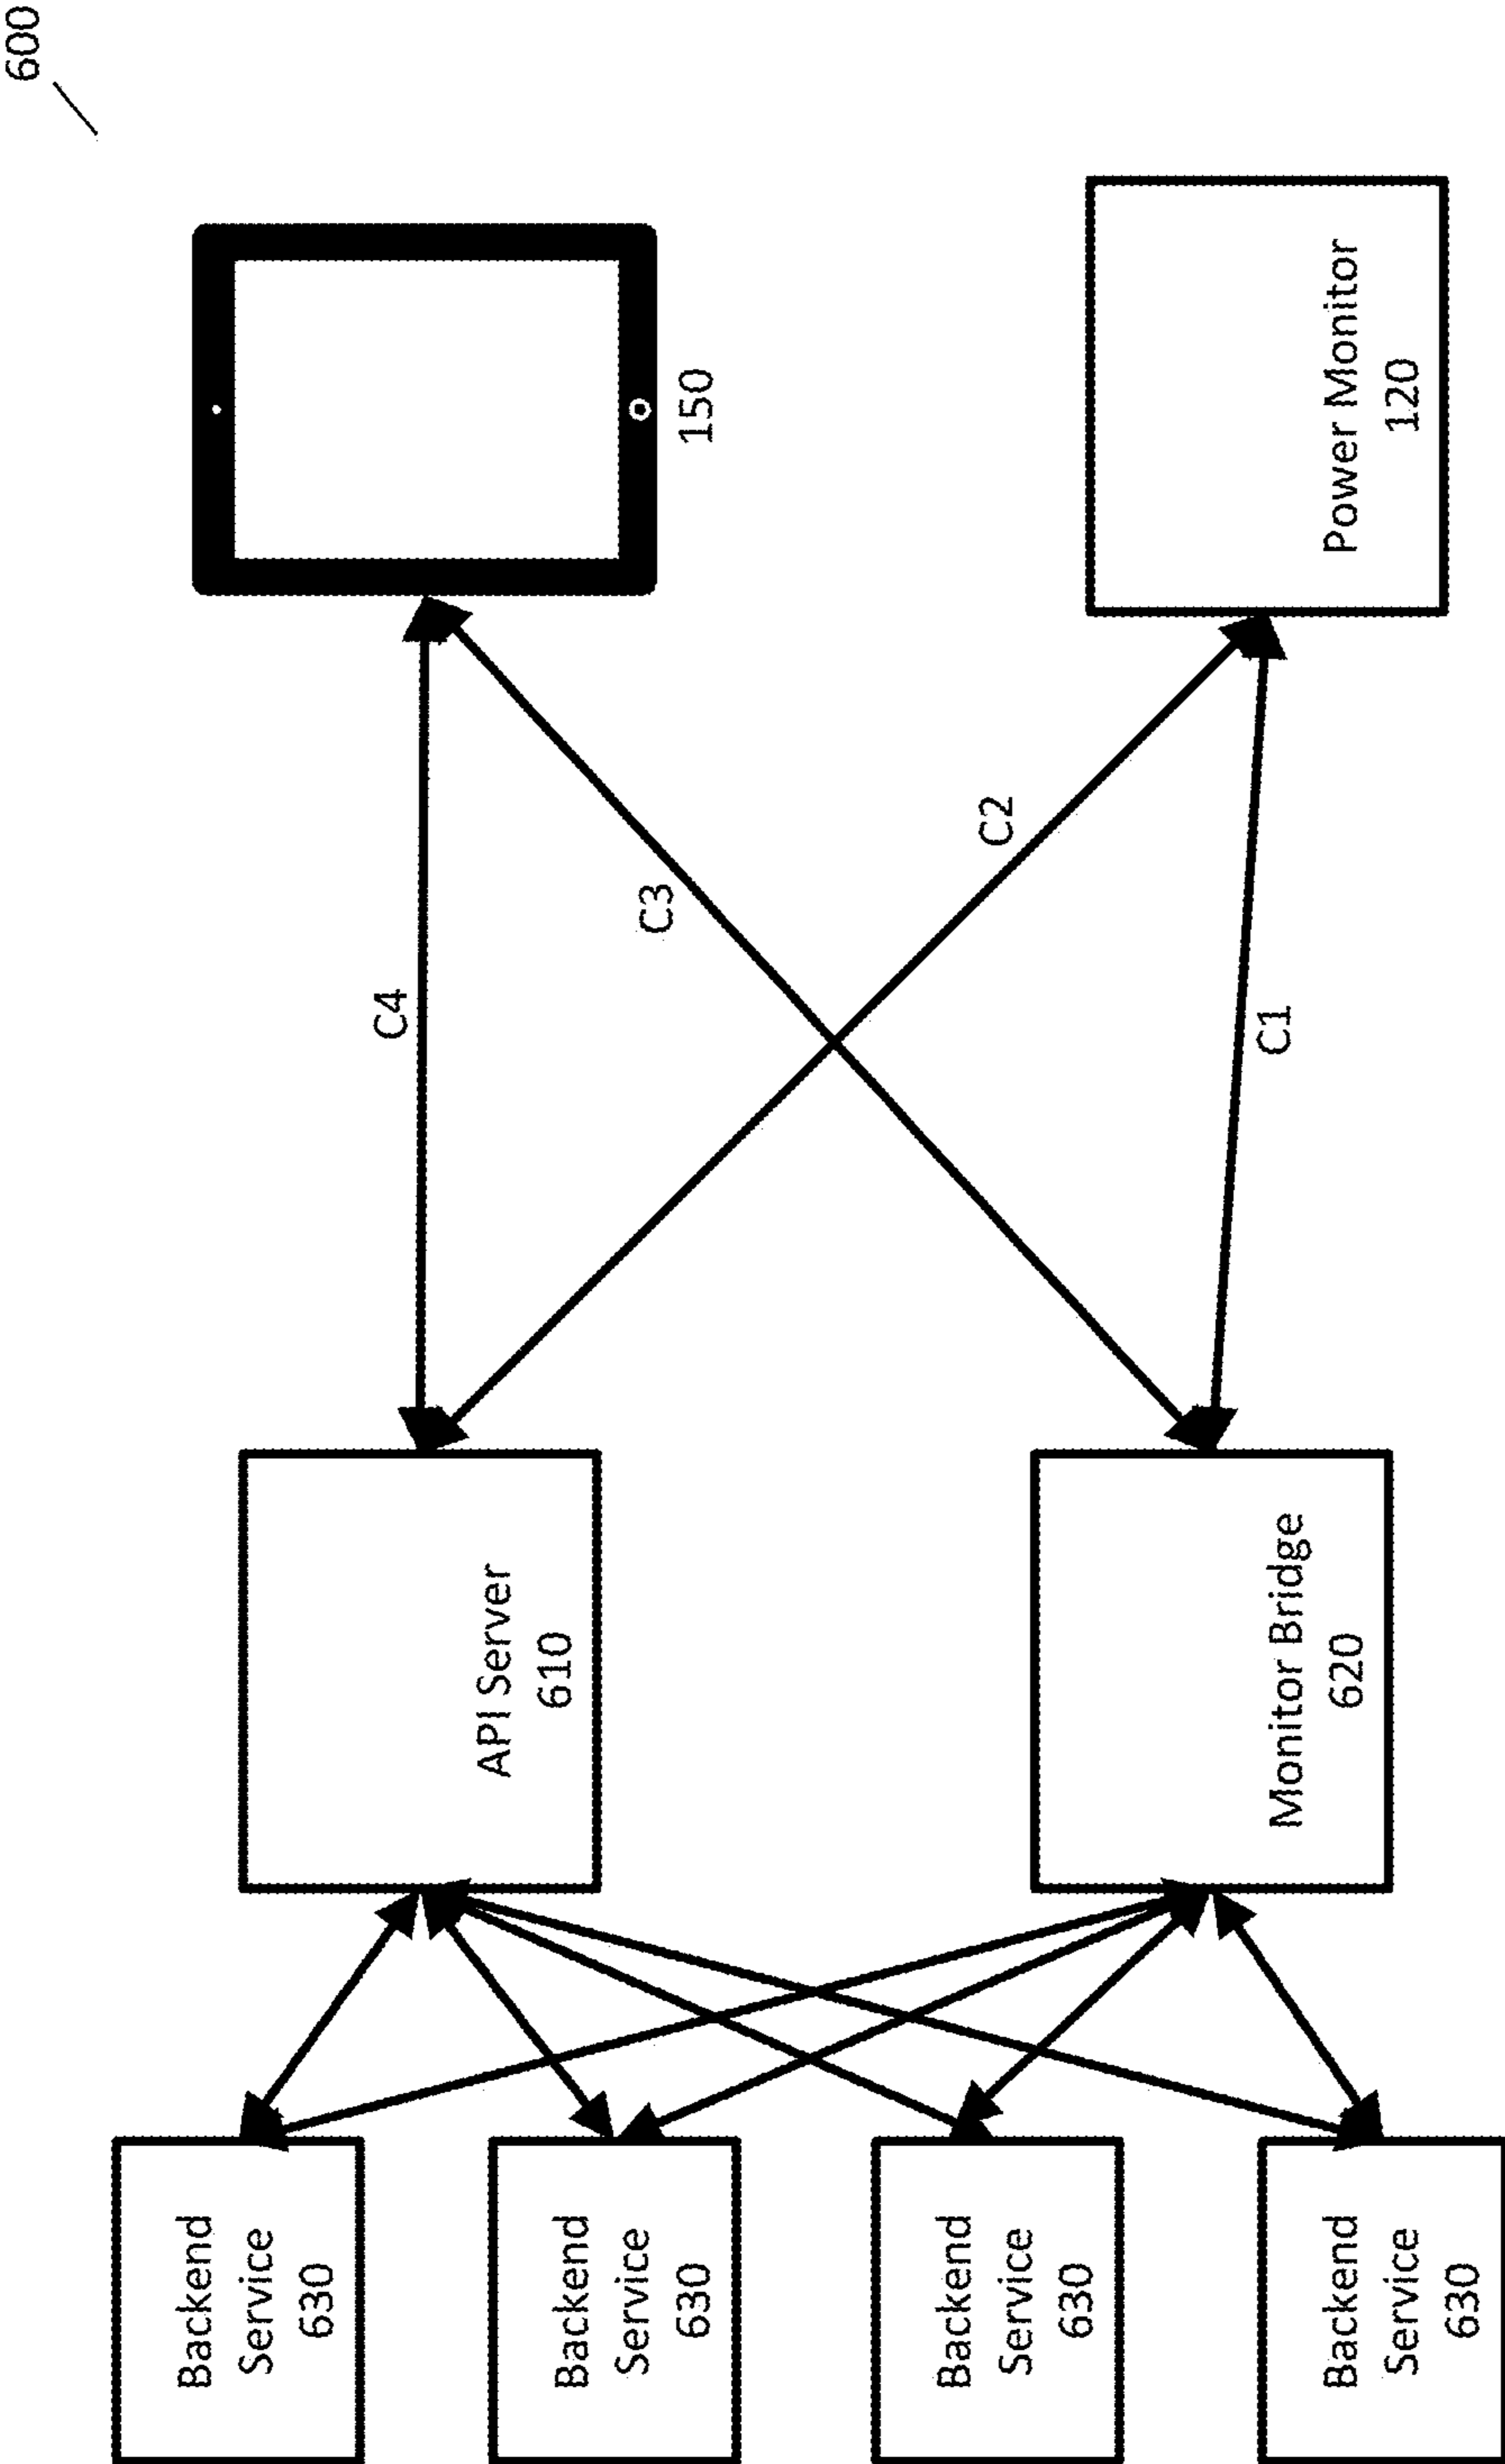 600
150
Power Monitor
120
C4
C3
C2
C1
API Server
610
Monitor Bridge
620
Backend
Service
630
Backend
Service
630
Backend
Service
630
Backend
Service
630